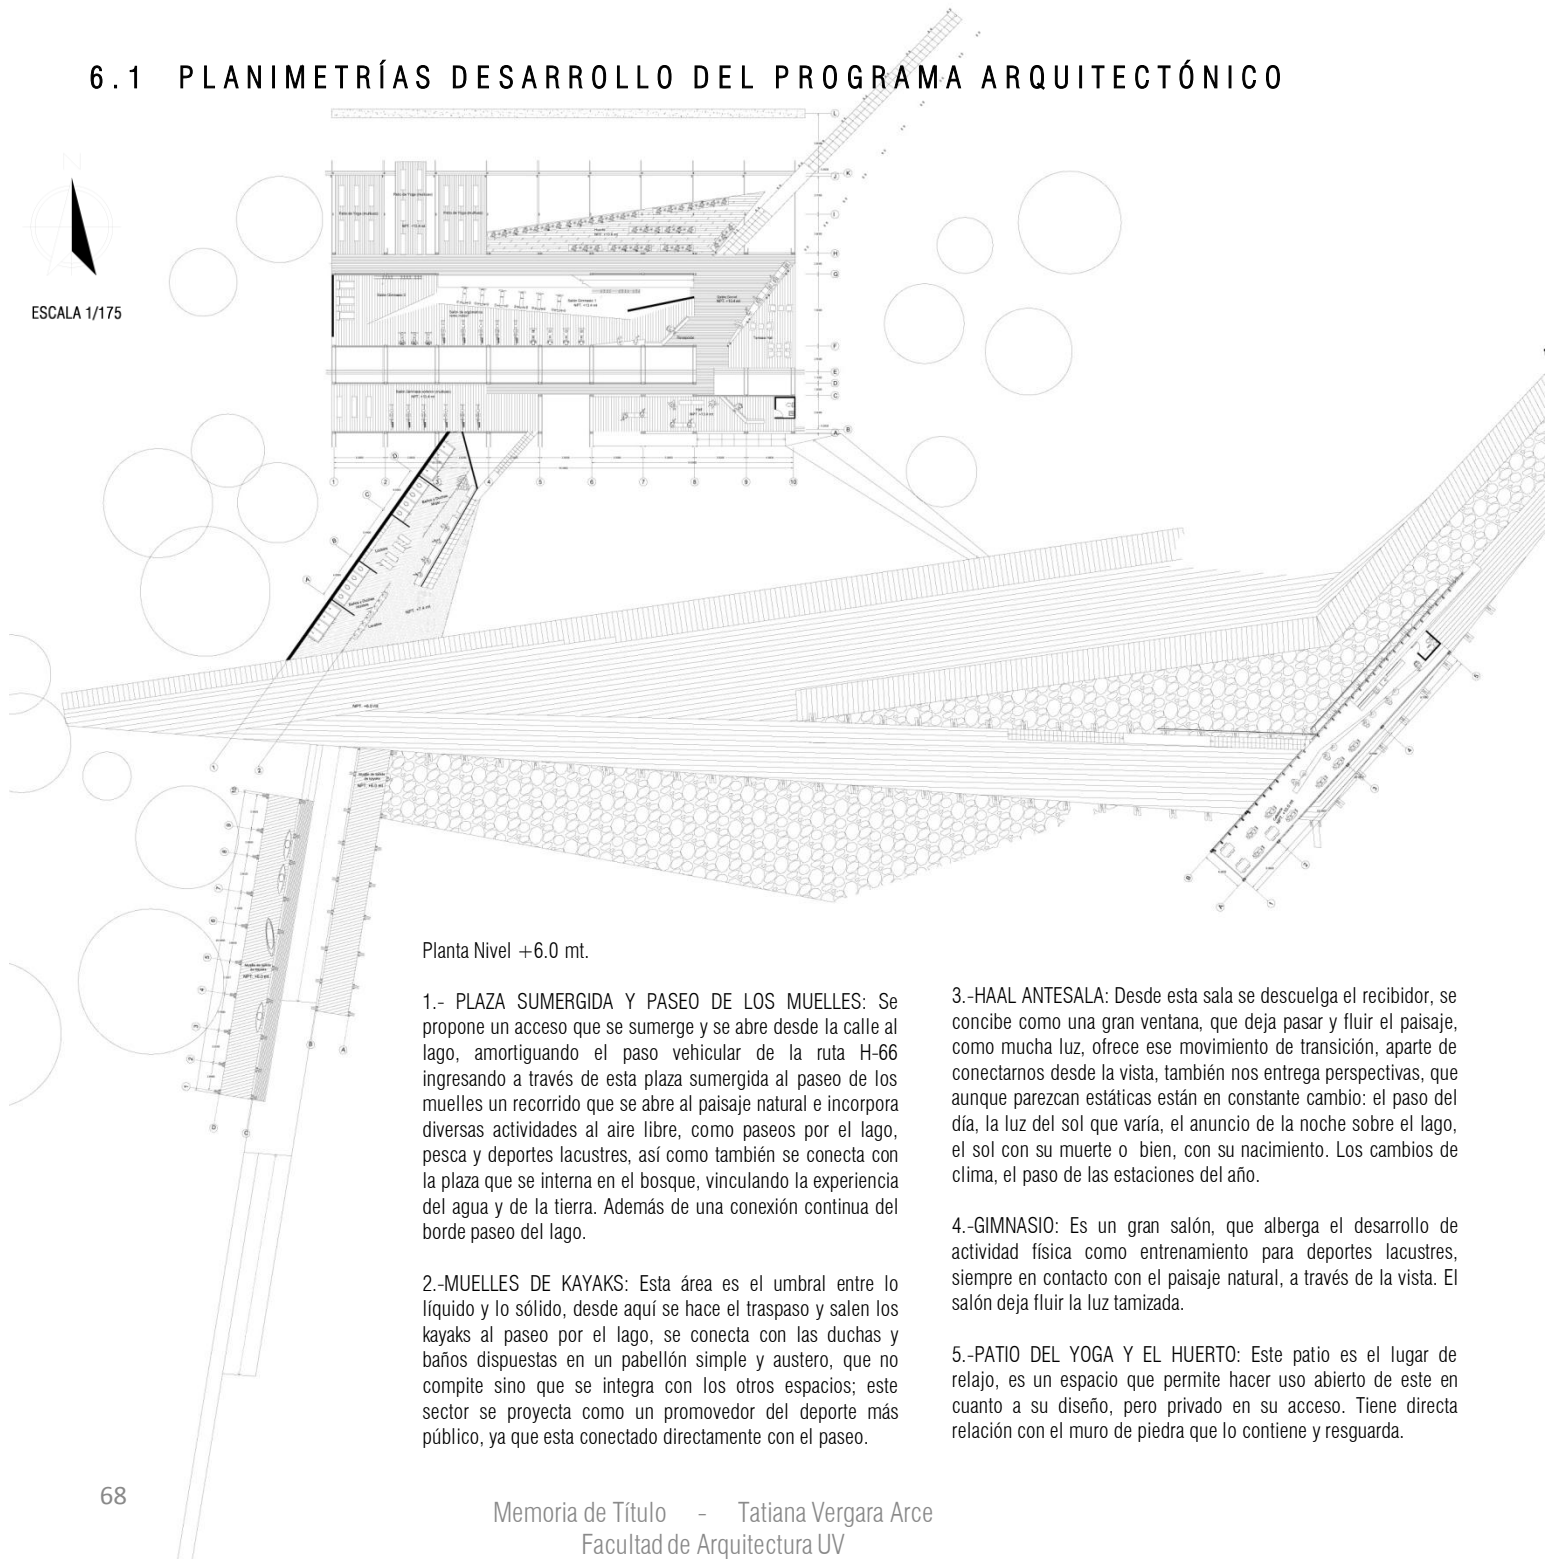 6.1 PLANIMETRÍAS DESARROLLO DEL PROGRAMA ARQUITECTÓNICO
N
ESCALA 1/175
Planta Nivel +6.0 mt.
1.- PLAZA SUMERGIDA Y PASEO DE LOS MUELLES: Se
propone un acceso que se sumerge y se abre desde la calle al
lago, amortiguando el paso vehicular de la ruta H-66
ingresando a través de esta plaza sumergida al paseo de los
muelles un recorrido que se abre al paisaje natural e incorpora
diversas actividades al aire libre, como paseos por el lago,
pesca y deportes lacustres, así como también se conecta con
la plaza que se interna en el bosque, vinculando la experiencia
del agua y de la tierra. Además de una conexión continua del
borde paseo del lago.
2.-MUELLES DE KAYAKS: Esta área es el umbral entre lo
líquido y lo sólido, desde aquí se hace el traspaso y salen los
kayaks al paseo por el lago, se conecta con las duchas y
baños dispuestas en un pabellón simple y austero, que no
compite sino que se integra con los otros espacios; este
sector se proyecta como un promovedor del deporte más
público, ya que esta conectado directamente con el paseo.
3.-HAAL ANTESALA: Desde esta sala se descuelga el recibidor, se
concibe como una gran ventana, que deja pasar y fluir el paisaje,
como mucha luz, ofrece ese movimiento de transición, aparte de
conectarnos desde la vista, también nos entrega perspectivas, que
aunque parezcan estáticas están en constante cambio: el paso del
día, la luz del sol que varía, el anuncio de la noche sobre el lago,
el sol con su muerte o bien, con su nacimiento. Los cambios de
clima, el paso de las estaciones del año.
4.-GIMNASIO: Es un gran salón, que alberga el desarrollo de
actividad física como entrenamiento para deportes lacustres,
siempre en contacto con el paisaje natural, a través de la vista. El
salón deja fluir la luz tamizada.
5.-PATIO DEL YOGA Y EL HUERTO: Este patio es el lugar de
relajo, es un espacio que permite hacer uso abierto de este en
cuanto a su diseño, pero privado en su acceso. Tiene directa
relación con el muro de piedra que lo contiene y resguarda.
68
Memoria de Título - Tatiana Vergara Arce
Facultad de Arquitectura UV